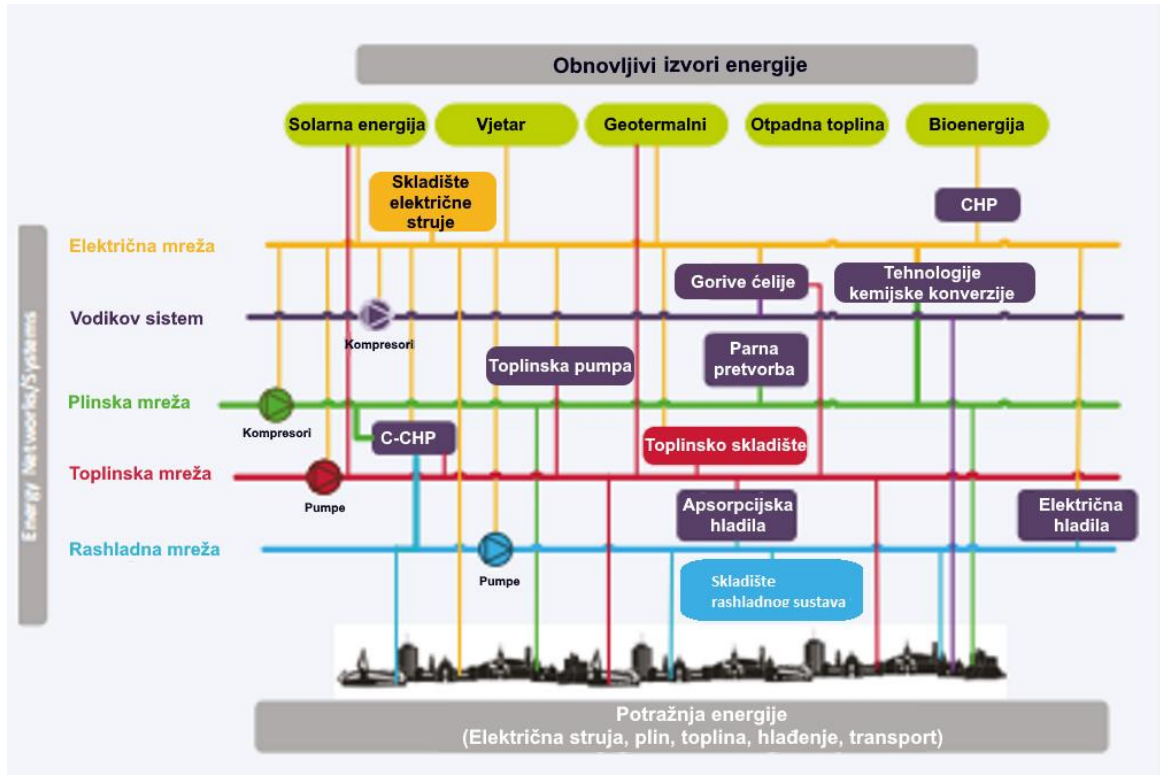 Obnovljivi izvori energije
Solarna energija
Vjetar
Geotermalni
Otpadna toplina
Bioenergija
Skladište
električne
struje
CHP
Električna mreža
Gorive ćelije
Tehnologije
kemijske konverzije
Vodikov sistem
Kompresori
Toplinska pumpa
Parna
pretvorba
Plinska mreža
Kompresori
C-CHP
Toplinsko skladište
Toplinska mreža
Pumpe
Apsorpcijska
hladila
Električna
hladila
Rashladna mreža
Pumpe
Skladište
rashladnog sustava
Energy Networks/Systems
Potražnja energije
(Električna struja, plin, toplina, hlađenje, transport)